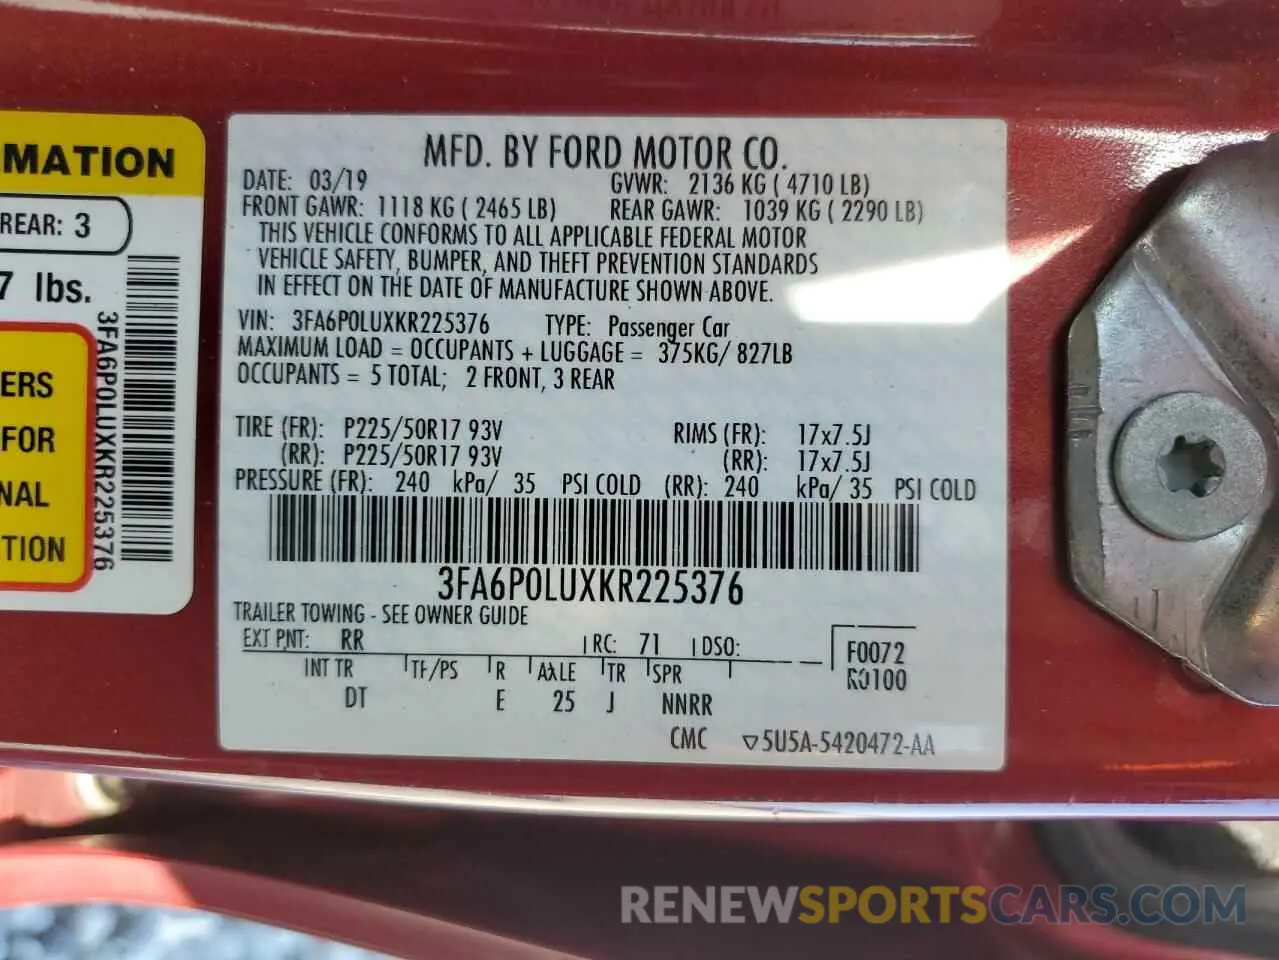 MATION
REAR: 3
7 lbs.
ERS
FOR
NAL
TION
3FA6P0LUXKR225376
MFD. BY FORD MOTOR CO.
DATE: 03/19 GVWR: 2136 KG ( 4710 LB)
FRONT GAWR: 1118 KG ( 2465 LB) REAR GAWR: 1039 KG ( 2290 LB)
THIS VEHICLE CONFORMS TO ALL APPLICABLE FEDERAL MOTOR
VEHICLE SAFETY, BUMPER, AND THEFT PREVENTION STANDARDS
IN EFFECT ON THE DATE OF MANUFACTURE SHOWN ABOVE.
VIN: 3FA6P0LUXKR225376 TYPE: Passenger Car
MAXIMUM LOAD = OCCUPANTS + LUGGAGE = 375KG/ 827LB
OCCUPANTS = 5 TOTAL; 2 FRONT, 3 REAR
TIRE (FR): P225/50R17 93V RIMS (FR): 17x7.5J
(RR): P225/50R17 93V (RR): 17x7.5J
PRESSURE (FR): 240 kPa/ 35 PSI COLD (RR): 240 kPa/ 35 PSI COLD
3FA6P0LUXKR225376
TRAILER TOWING - SEE OWNER GUIDE
EXT PNT: RR RC: 71 DSO: F0072
INT TR TF/PS R AXLE TR SPR R0100
DT E 25 J NNRR
CMC ▽5U5A-5420472-AA
RENEWSPORTSCARS.COM